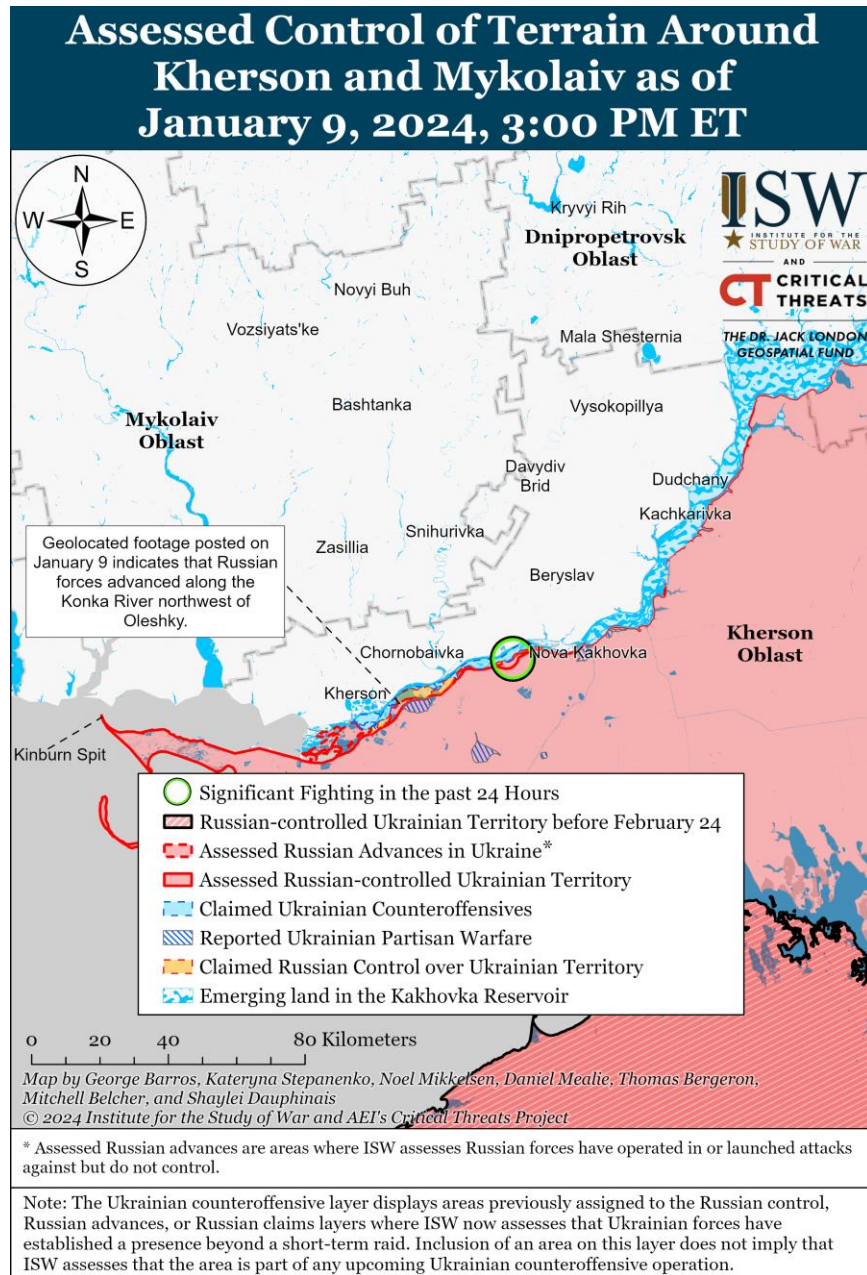 Assessed Control of Terrain Around
Kherson and Mykolaiv as of
January 9, 2024, 3:00 PM ET
N
W
E
S
Kryvyi Rih
Dnipropetrovsk
Oblast
ISW
INSTITUTE FOR THE
STUDY OF WAR
AND
CT CRITICAL
THREATS
THE DR. JACK LONDON
GEOSPATIAL FUND
Novyi Buh
Vozsiyats'ke
Mala Shesternia
Bashtanka
Vysokopillya
Mykolaiv
Oblast
Davydiv
Brid
Dudchany
Kachkarivka
Snihurivka
Zasillia
Geolocated footage posted on
January 9 indicates that Russian
forces advanced along the
Konka River northwest of
Oleshky.
Beryslav
Kherson
Oblast
Chornobaivka
Nova Kakhovka
Kherson
Kinburn Spit
Significant Fighting in the past 24 Hours
Russian-controlled Ukrainian Territory before February 24
Assessed Russian Advances in Ukraine*
Assessed Russian-controlled Ukrainian Territory
Claimed Ukrainian Counteroffensives
Reported Ukrainian Partisan Warfare
Claimed Russian Control over Ukrainian Territory
Emerging land in the Kakhovka Reservoir
0 20 40 80 Kilometers
Map by George Barros, Kateryna Stepanenko, Noel Mikkelsen, Daniel Mealie, Thomas Bergeron,
Mitchell Belcher, and Shaylei Dauphinais
© 2024 Institute for the Study of War and AEI's Critical Threats Project
* Assessed Russian advances are areas where ISW assesses Russian forces have operated in or launched attacks
against but do not control.
Note: The Ukrainian counteroffensive layer displays areas previously assigned to the Russian control,
Russian advances, or Russian claims layers where ISW now assesses that Ukrainian forces have
established a presence beyond a short-term raid. Inclusion of an area on this layer does not imply that
ISW assesses that the area is part of any upcoming Ukrainian counteroffensive operation.